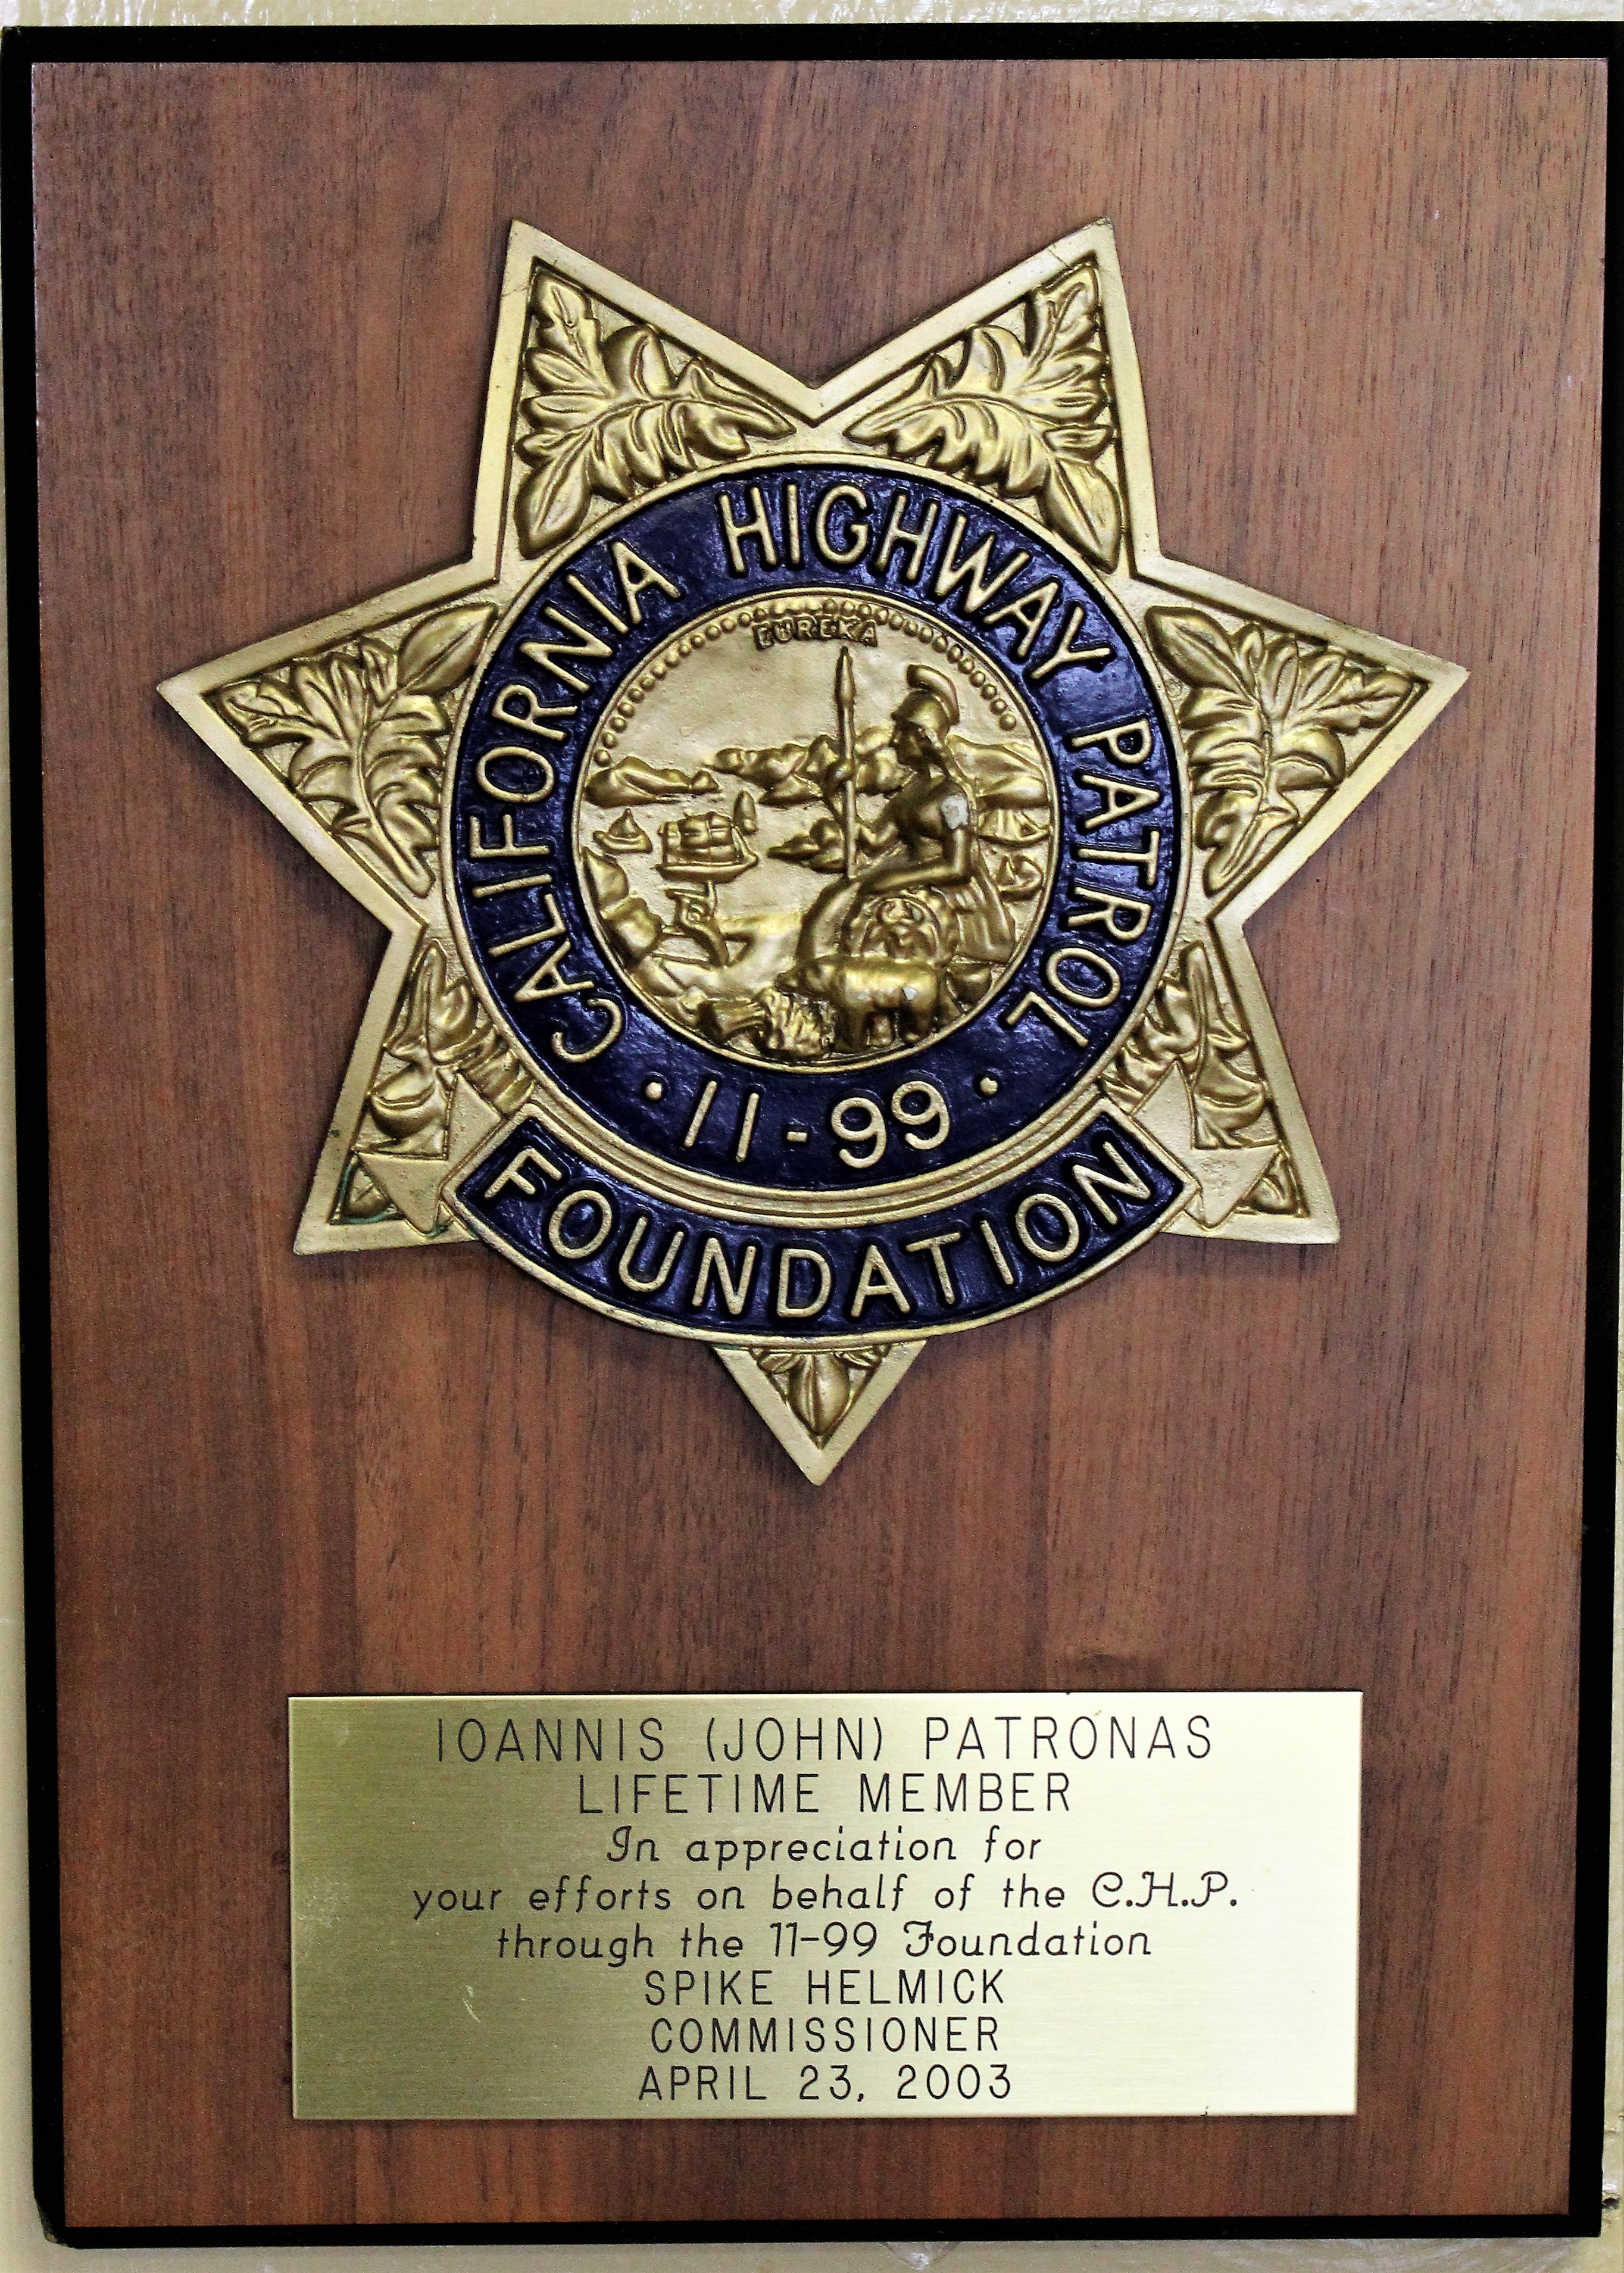 EUREKA
CALIFORNIA HIGHWAY PATROL
· 11-99 ·
FOUNDATION
IOANNIS (JOHN) PATRONAS
LIFETIME MEMBER
In appreciation for
your efforts on behalf of the C.H.P.
through the 11-99 Foundation
SPIKE HELMICK
COMMISSIONER
APRIL 23, 2003